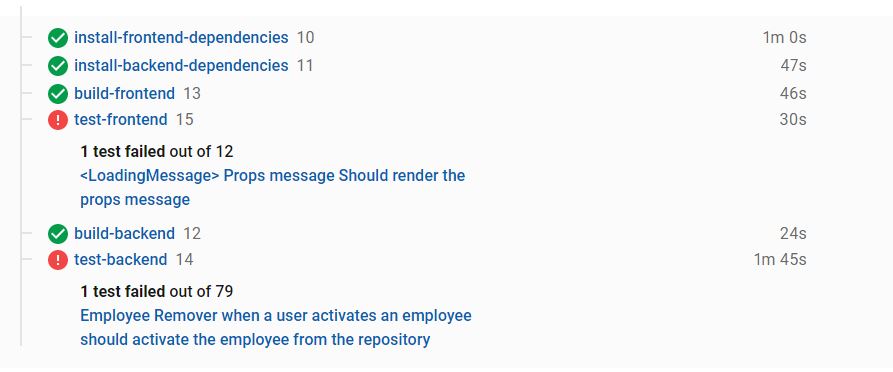 install-frontend-dependencies 10 1m 0s
install-backend-dependencies 11 47s
build-frontend 13 46s
test-frontend 15 30s
1 test failed out of 12
<LoadingMessage> Props message Should render the
props message
build-backend 12 24s
test-backend 14 1m 45s
1 test failed out of 79
Employee Remover when a user activates an employee
should activate the employee from the repository